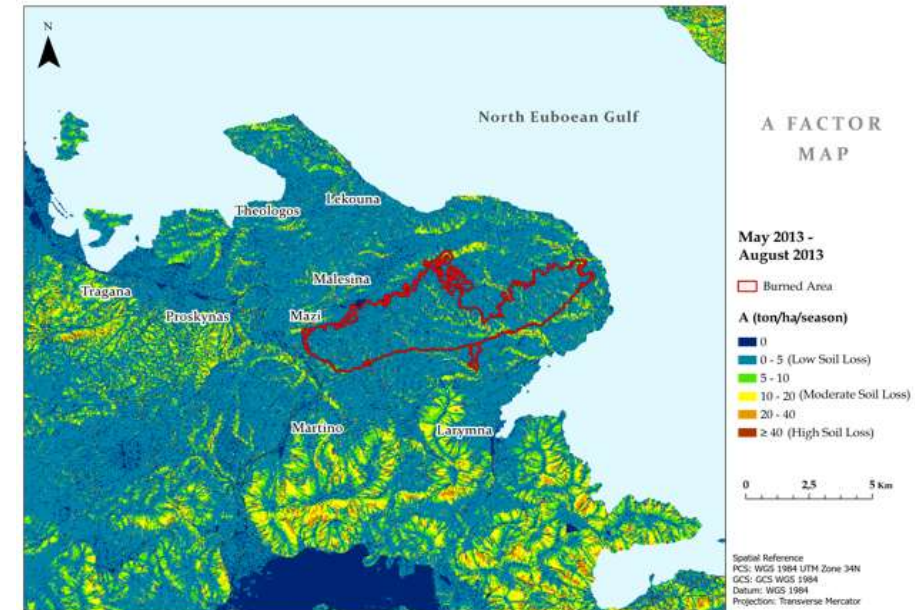 N
North Euboean Gulf
Lekouna
Theologos
Malesina
Tragana
Proskynas
Mazi
Martino
Larymna
A FACTOR
MAP
May 2013 -
August 2013
Burned Area
A (ton/ha/season)
0
0 - 5 (Low Soil Loss)
5 - 10
10 - 20 (Moderate Soil Loss)
20 - 40
≥ 40 (High Soil Loss)
0 2,5 5 Km
Spatial Reference
PCS: WGS 1984 UTM Zone 34N
GCS: GCS WGS 1984
Datum: WGS 1984
Projection: Transverse Mercator